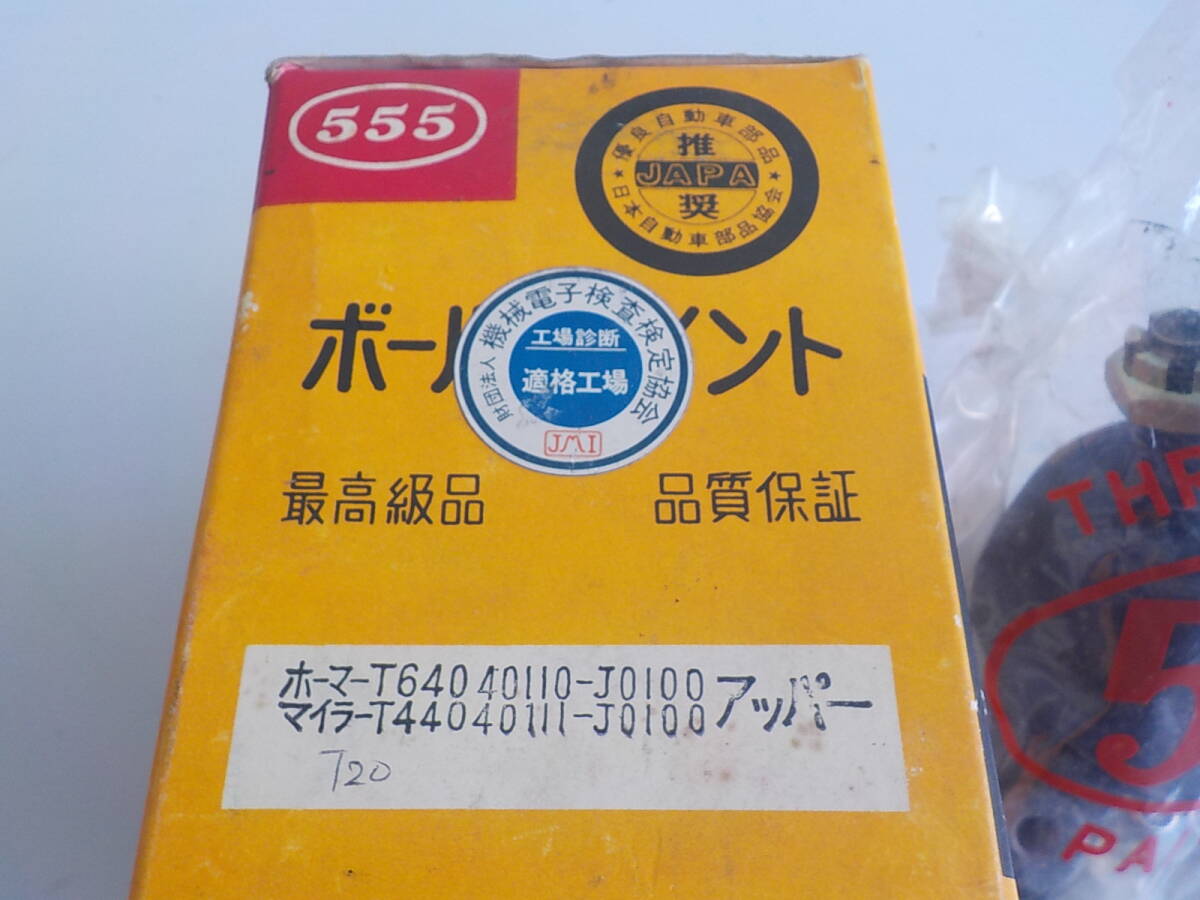 555
優良自動車部品
推
JAPA
奨
日本自動車部品協会
ボール イント
財団法人 機械電子検査検定協会
工場診断
適格工場
JMI
最高級品 品質保証
ホーマーT640 40110-J0100 アッパー
マイラーT440 40111-J0100
T20
THR
5
PA